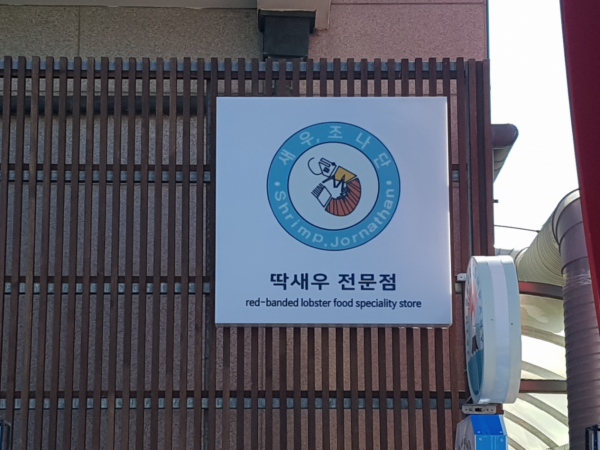 새우, 조나단
Shrimp, Jornathan
딱새우 전문점
red-banded lobster food speciality store